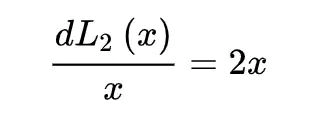 dL₂ (x) / x = 2x